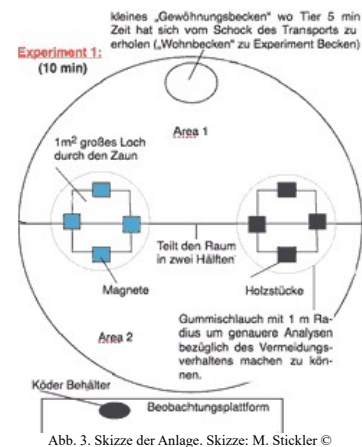 kleines „Gewöhnungsbecken" wo Tier 5 min
Zeit hat sich vom Schock des Transports zu
erholen („Wohnbecken" zu Experiment Becken)
Experiment 1:
(10 min)
Area 1
1m² großes Loch
durch den Zaun
Teilt den Raum
in zwei Hälften
Magnete
Holzstücke
Gummischlauch mit 1 m Ra-
dius um genauere Analysen
bezüglich des Vermeidungs-
verhaltens machen zu kön-
nen.
Area 2
Köder Behälter
Beobachtungsplattform
Abb. 3. Skizze der Anlage. Skizze: M. Stickler ©